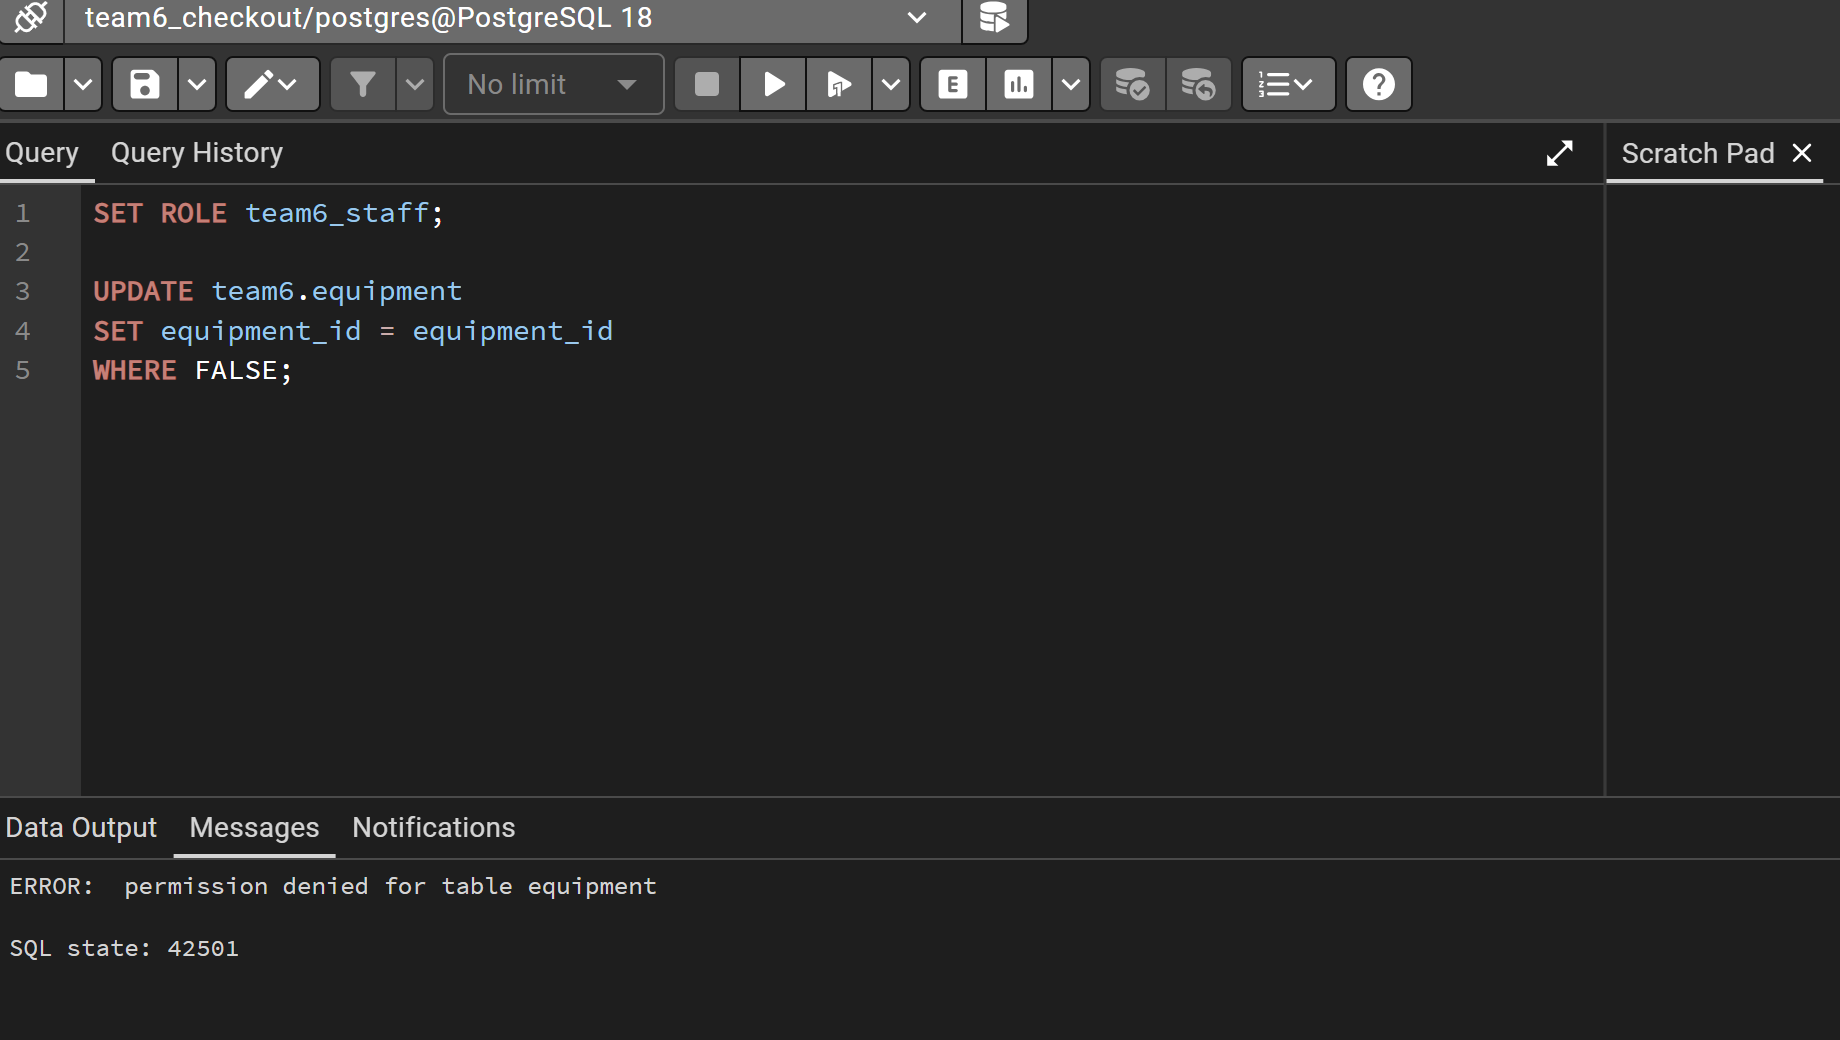 team6_checkout/postgres@PostgreSQL 18
No limit
E
Query
Query History
Scratch Pad
1 SET ROLE team6_staff;
2
3 UPDATE team6.equipment
4 SET equipment_id = equipment_id
5 WHERE FALSE;
Data Output
Messages
Notifications
ERROR:  permission denied for table equipment
SQL state: 42501